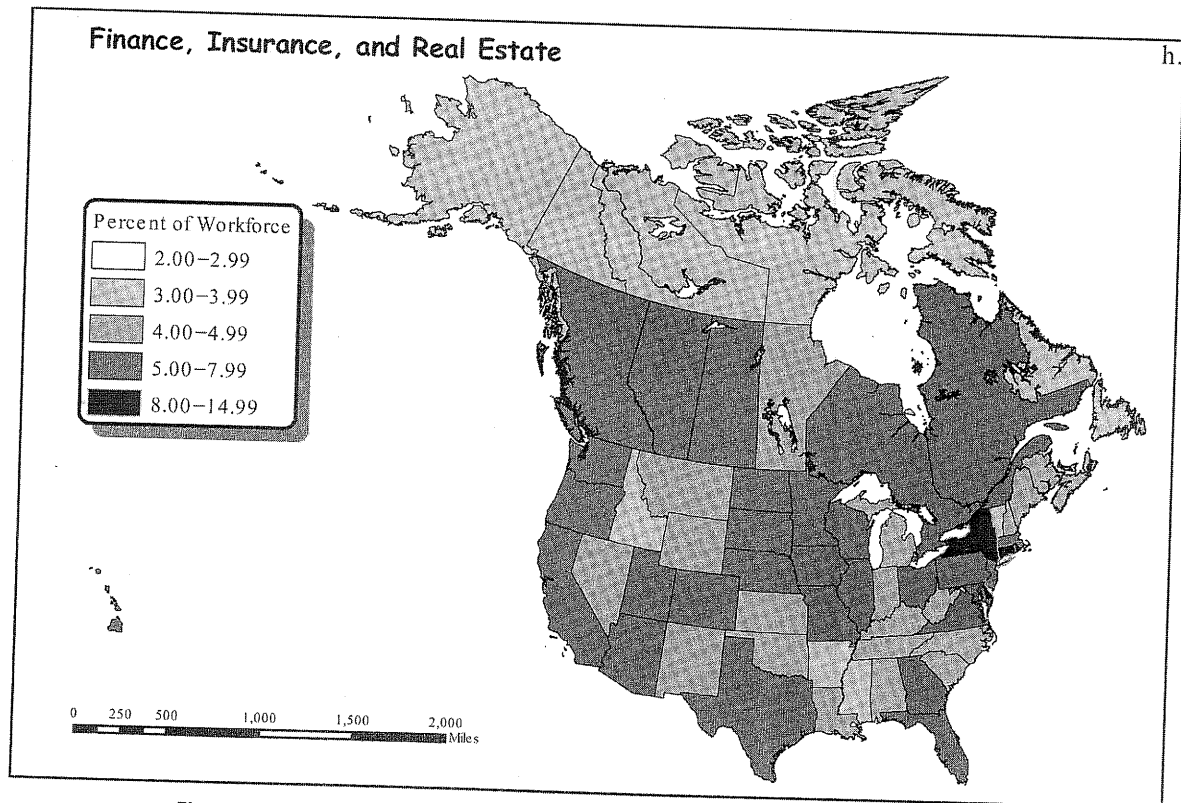 Finance, Insurance, and Real Estate
h.
Percent of Workforce
2.00–2.99
3.00–3.99
4.00–4.99
5.00–7.99
8.00–14.99
0 250 500 1,000 1,500 2,000
Miles